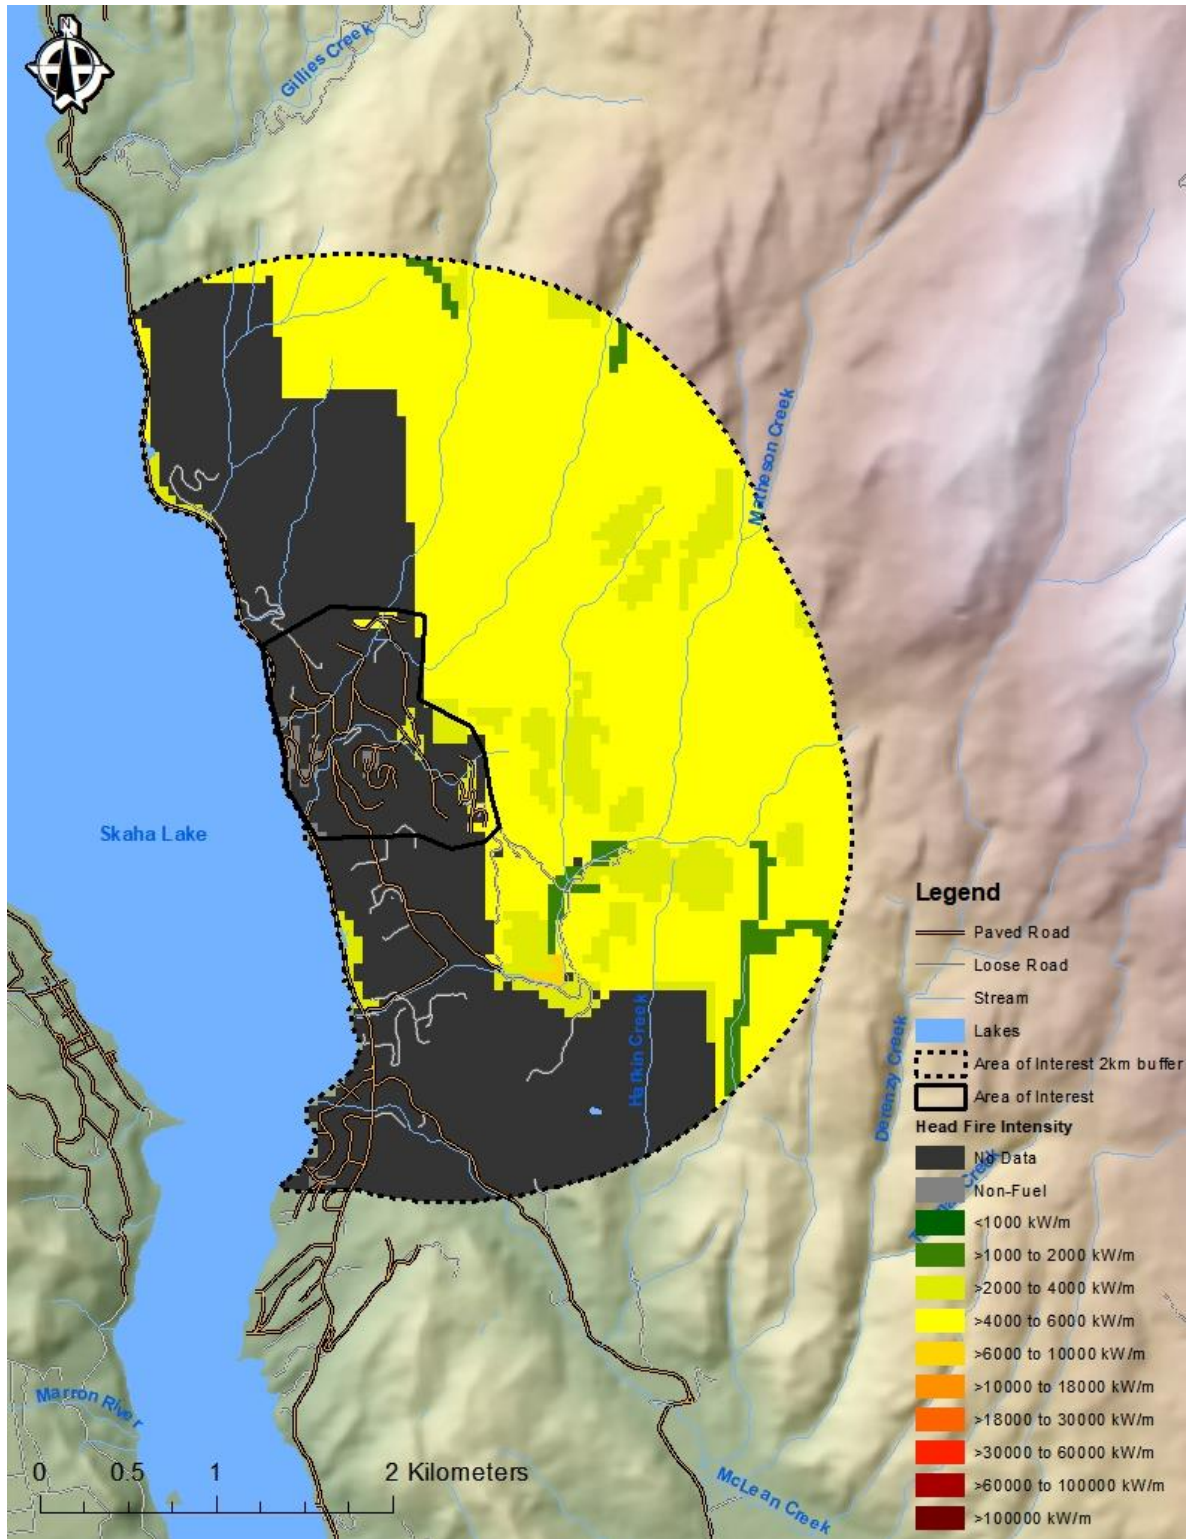 N
Gillies Creek
Matheson Creek
Skaha Lake
Hafkin Creek
Derenzy Creek
Marron River
McLean Creek
0 0.5 1 2 Kilometers
Legend
Paved Road
Loose Road
Stream
Lakes
Area of Interest 2km buffer
Area of Interest
Head Fire Intensity
No Data
Non-Fuel
<1000 kW/m
>1000 to 2000 kW/m
>2000 to 4000 kW/m
>4000 to 6000 kW/m
>6000 to 10000 kW/m
>10000 to 18000 kW/m
>18000 to 30000 kW/m
>30000 to 60000 kW/m
>60000 to 100000 kW/m
>100000 kW/m
Creek